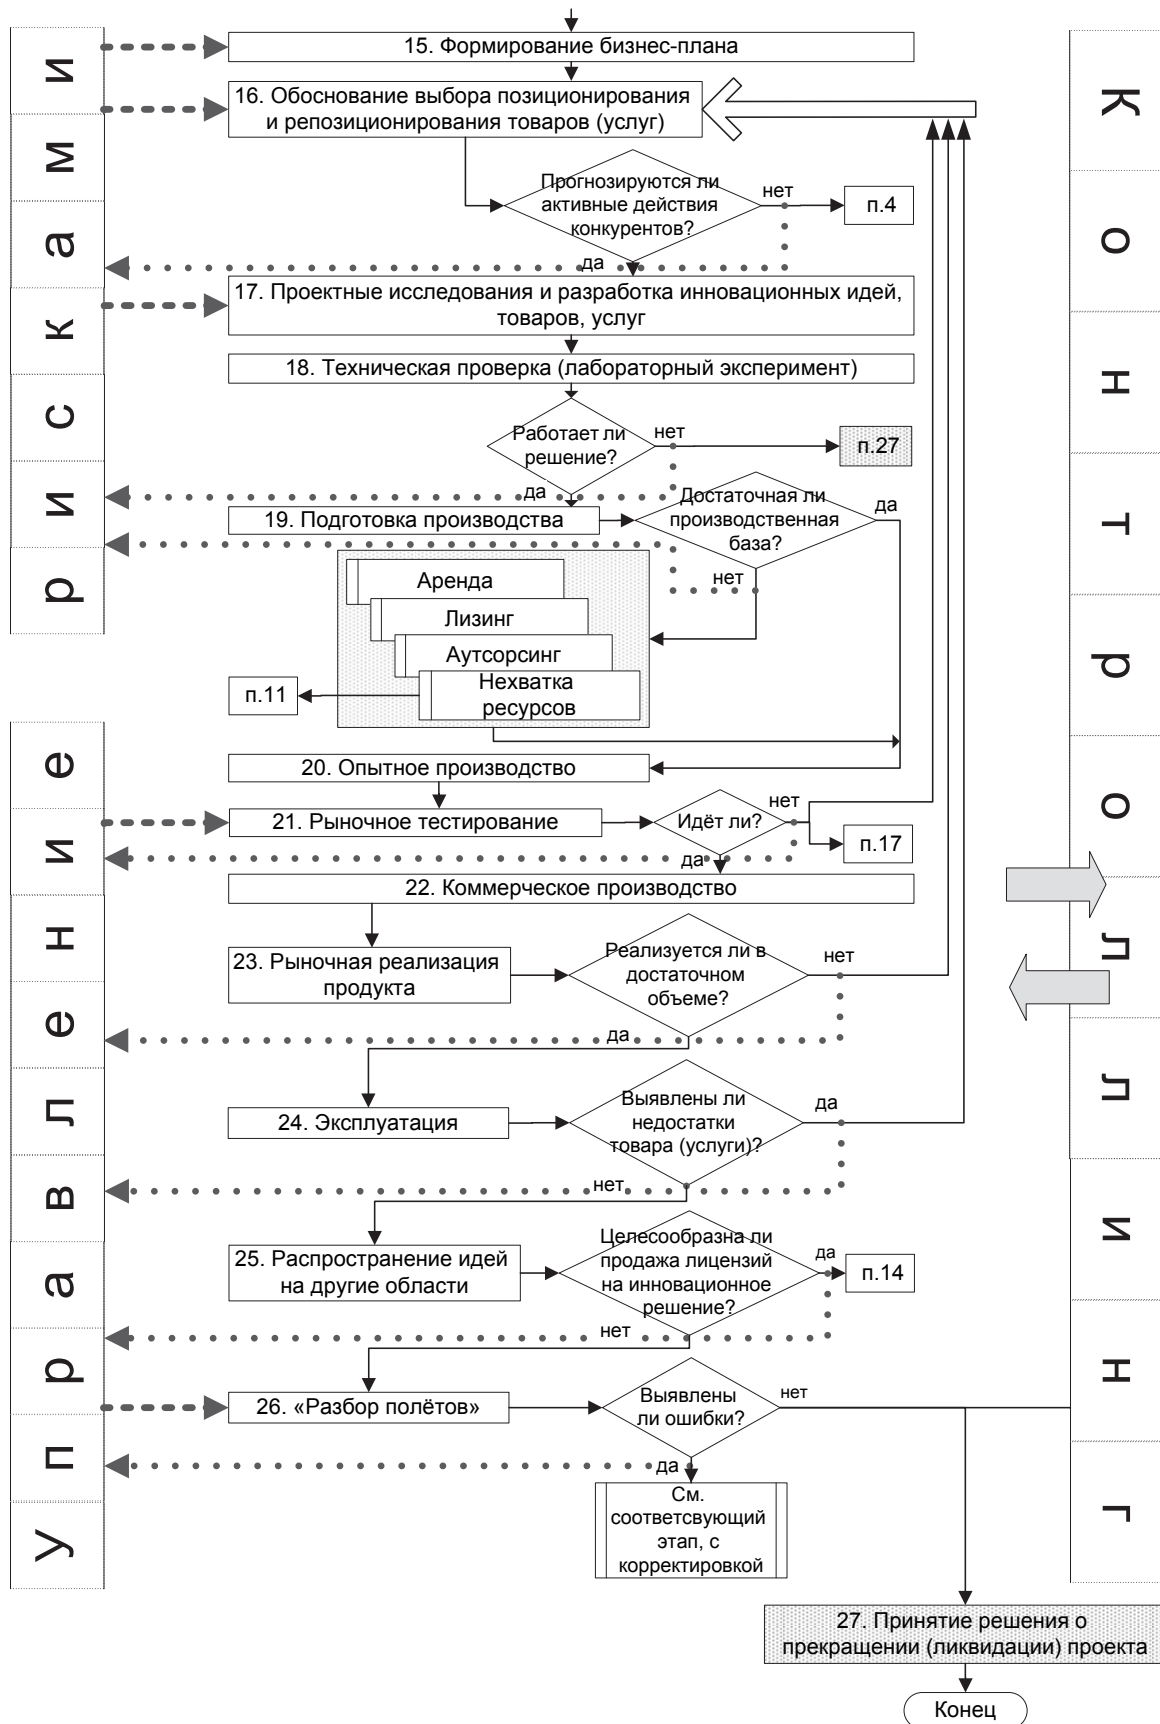 15. Формирование бизнес-плана
16. Обоснование выбора позиционирования
и репозиционирования товаров (услуг)
Прогнозируются ли
активные действия
конкурентов?
нет
п.4
да
17. Проектные исследования и разработка инновационных идей,
товаров, услуг
18. Техническая проверка (лабораторный эксперимент)
Работает ли
решение?
нет
п.27
да
19. Подготовка производства
Достаточная ли
производственная
база?
да
нет
Аренда
Лизинг
Аутсорсинг
Нехватка
ресурсов
п.11
20. Опытное производство
21. Рыночное тестирование
Идёт ли?
нет
п.17
да
22. Коммерческое производство
23. Рыночная реализация
продукта
Реализуется ли в
достаточном
объеме?
нет
да
24. Эксплуатация
Выявлены ли
недостатки
товара (услуги)?
да
нет
25. Распространение идей
на другие области
Целесообразна ли
продажа лицензий
на инновационное
решение?
да
п.14
нет
26. «Разбор полётов»
Выявлены
ли ошибки?
нет
да
См.
соответсвующий
этап, с
корректировкой
27. Принятие решения о
прекращении (ликвидации) проекта
Конец
Управление рисками
Контроллинг